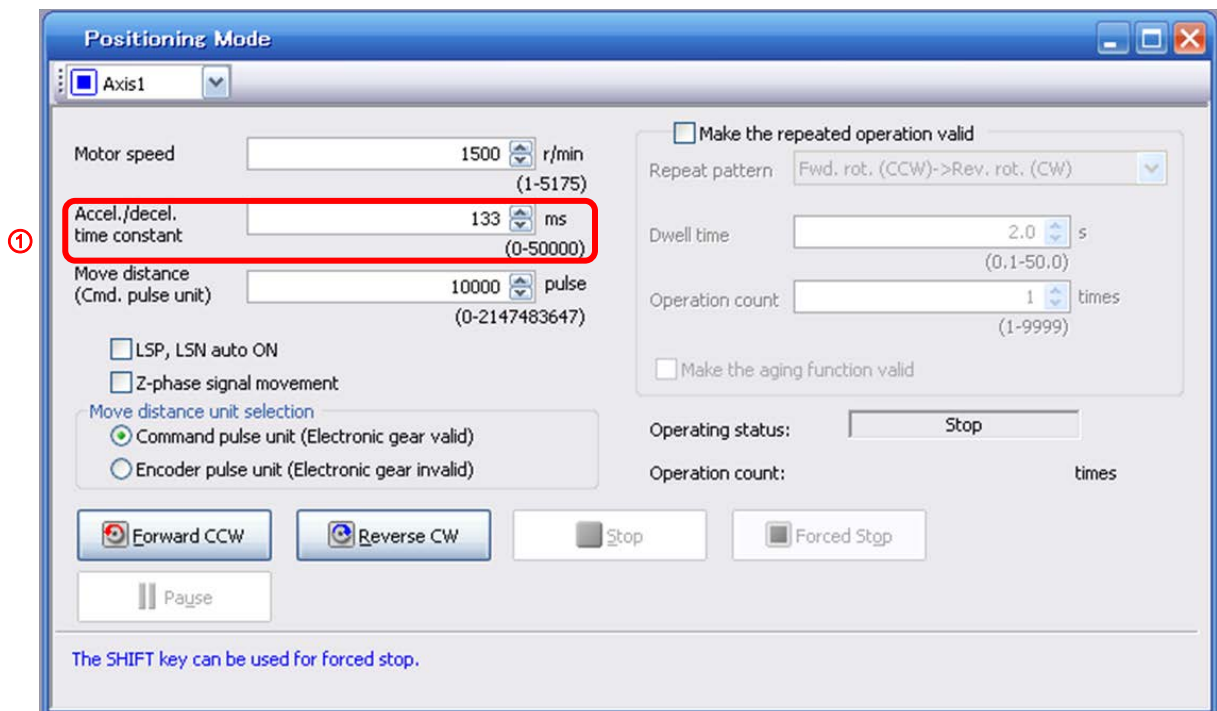 Positioning Mode
Axis1
Motor speed
1500 r/min
(1-5175)
①
Accel./decel.
time constant
133 ms
(0-50000)
Move distance
(Cmd. pulse unit)
10000 pulse
(0-2147483647)
LSP, LSN auto ON
Z-phase signal movement
Move distance unit selection
Command pulse unit (Electronic gear valid)
Encoder pulse unit (Electronic gear invalid)
Make the repeated operation valid
Repeat pattern Fwd. rot. (CCW)->Rev. rot. (CW)
Dwell time 2.0 s
(0.1-50.0)
Operation count 1 times
(1-9999)
Make the aging function valid
Operating status: Stop
Operation count: times
Forward CCW Reverse CW Stop Forced Stop
Pause
The SHIFT key can be used for forced stop.